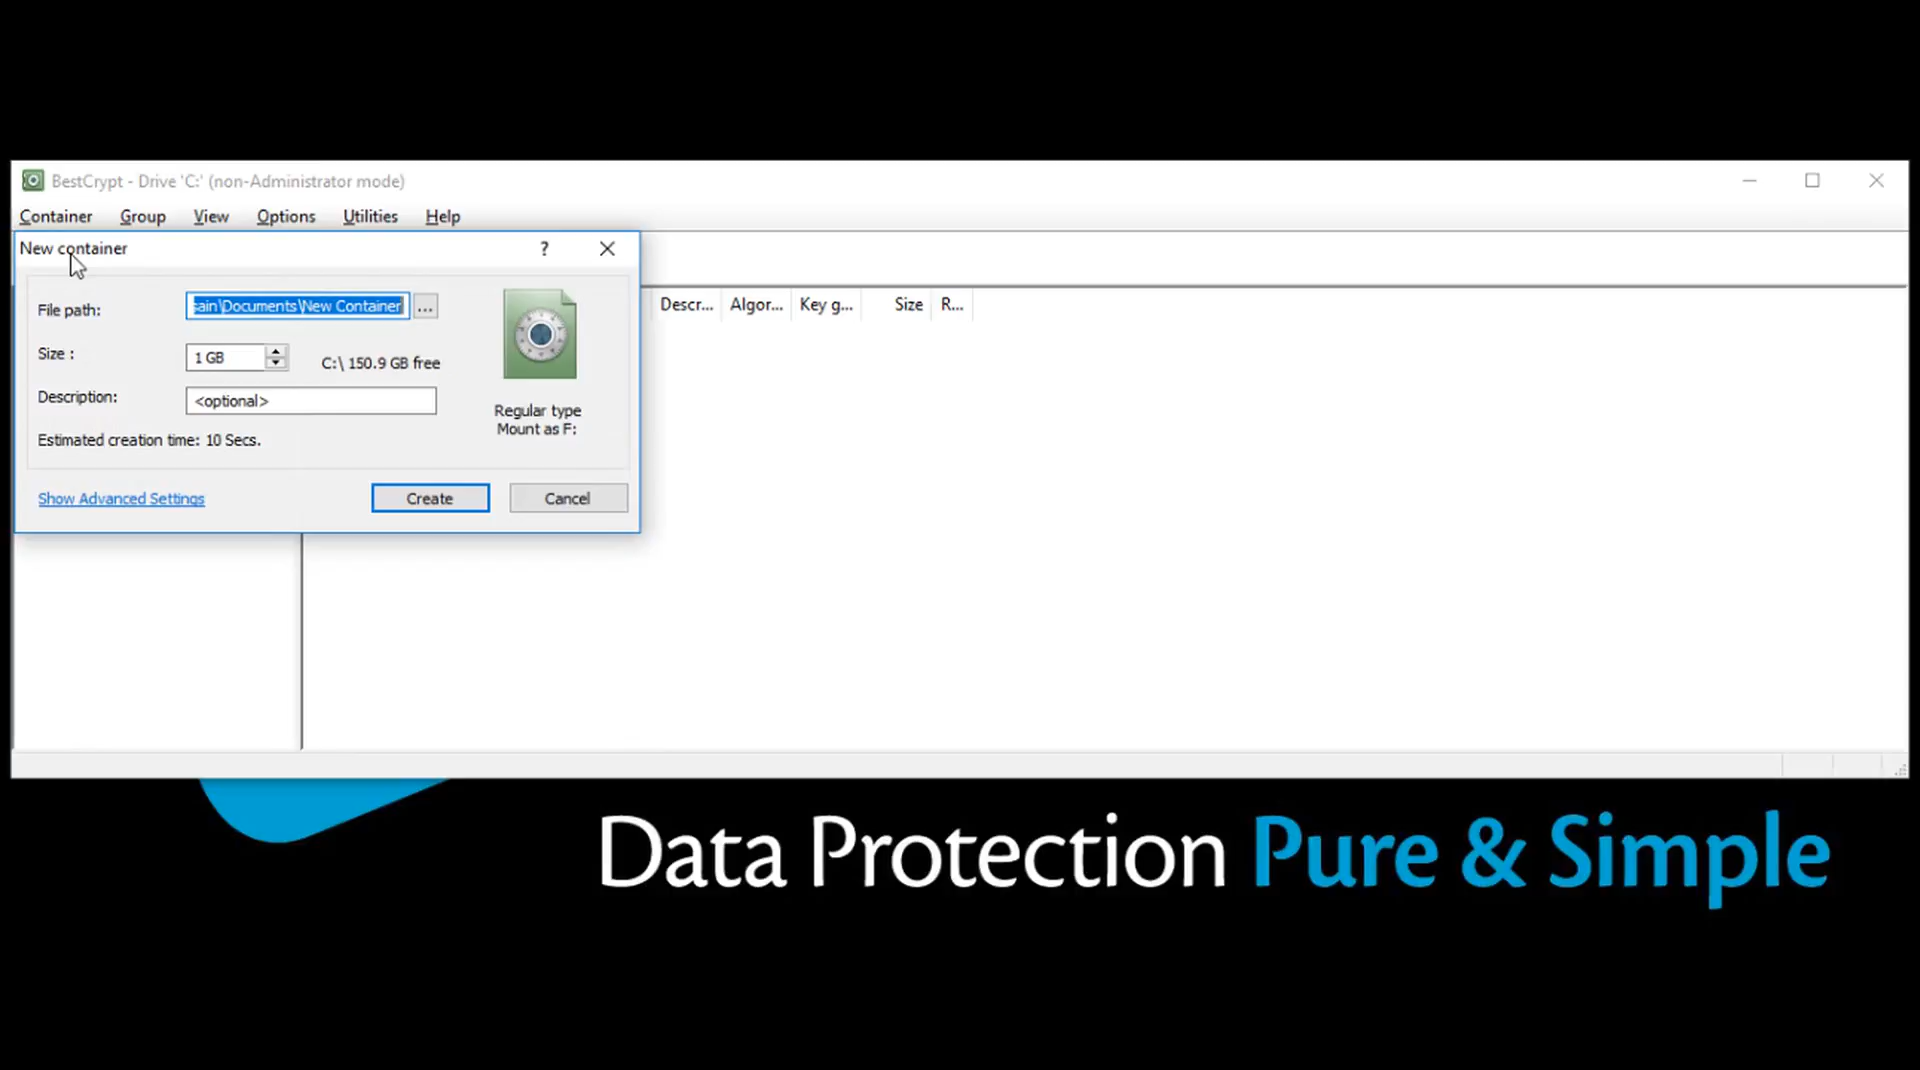 BestCrypt - Drive 'C:' (non-Administrator mode)
Container Group View Options Utilities Help
New container ?
File path: sain\Documents\New Container ...
Size : 1 GB C:\ 150.9 GB free
Description: <optional>
Estimated creation time: 10 Secs.
Regular type
Mount as F:
Show Advanced Settings Create Cancel
Descr... Algor... Key g... Size R...
Data Protection Pure & Simple